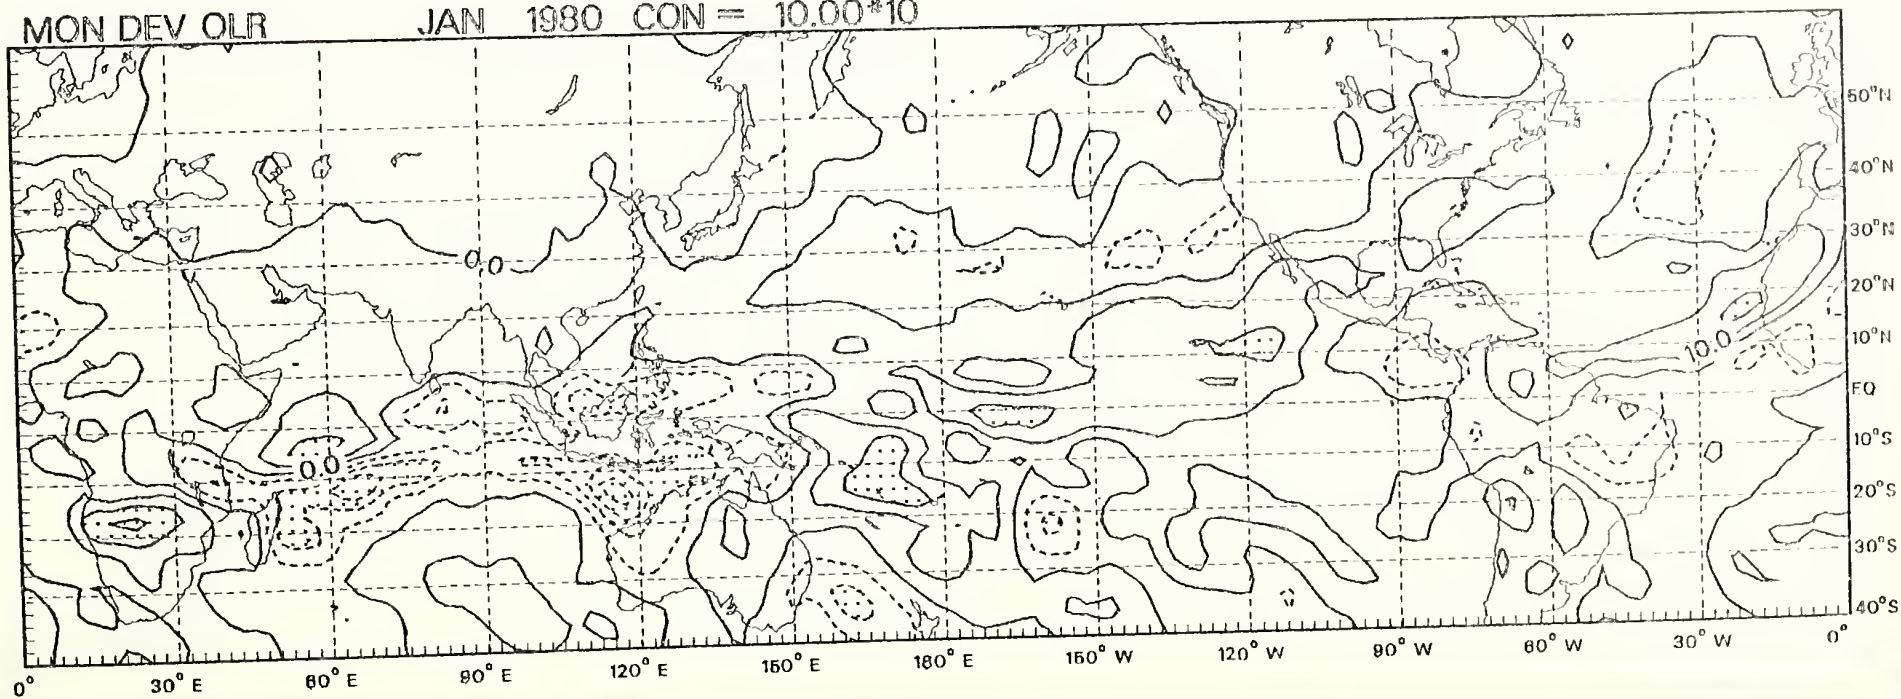 MON DEV OLR JAN 1980 CON = 10.00*10
50°N
40°N
30°N
20°N
10°N
EQ
10°S
20°S
30°S
40°S
0.0
10.0
0.0
0° 30° E 60° E 90° E 120° E 150° E 180° E 150° W 120° W 90° W 60° W 30° W 0°